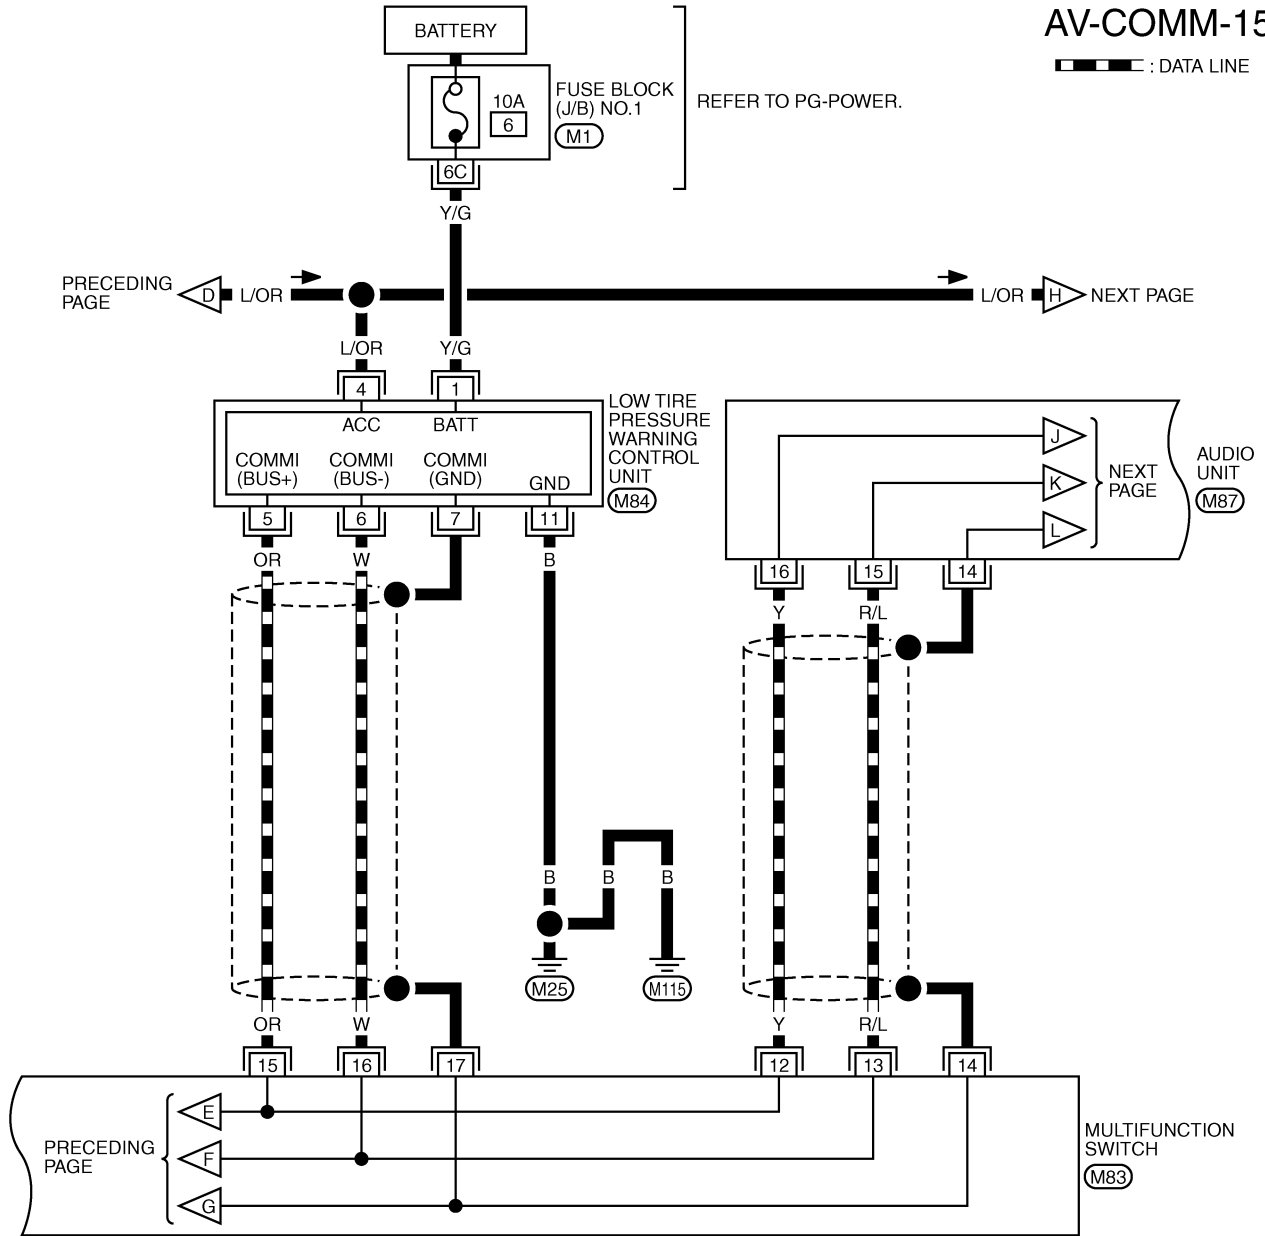 AV-COMM-15
: DATA LINE
BATTERY
FUSE BLOCK
(J/B) NO.1
M1
10A
6
6C
REFER TO PG-POWER.
Y/G
PRECEDING
PAGE
D
L/OR
L/OR
H
NEXT PAGE
L/OR
Y/G
4
1
LOW TIRE
PRESSURE
WARNING
CONTROL
UNIT
M84
ACC
BATT
COMMI
(BUS+)
COMMI
(BUS-)
COMMI
(GND)
GND
5
6
7
11
J
K
L
NEXT
PAGE
AUDIO
UNIT
M87
16
15
14
OR
W
B
Y
R/L
B
B
B
M25
M115
OR
W
Y
R/L
15
16
17
12
13
14
PRECEDING
PAGE
E
F
G
MULTIFUNCTION
SWITCH
M83